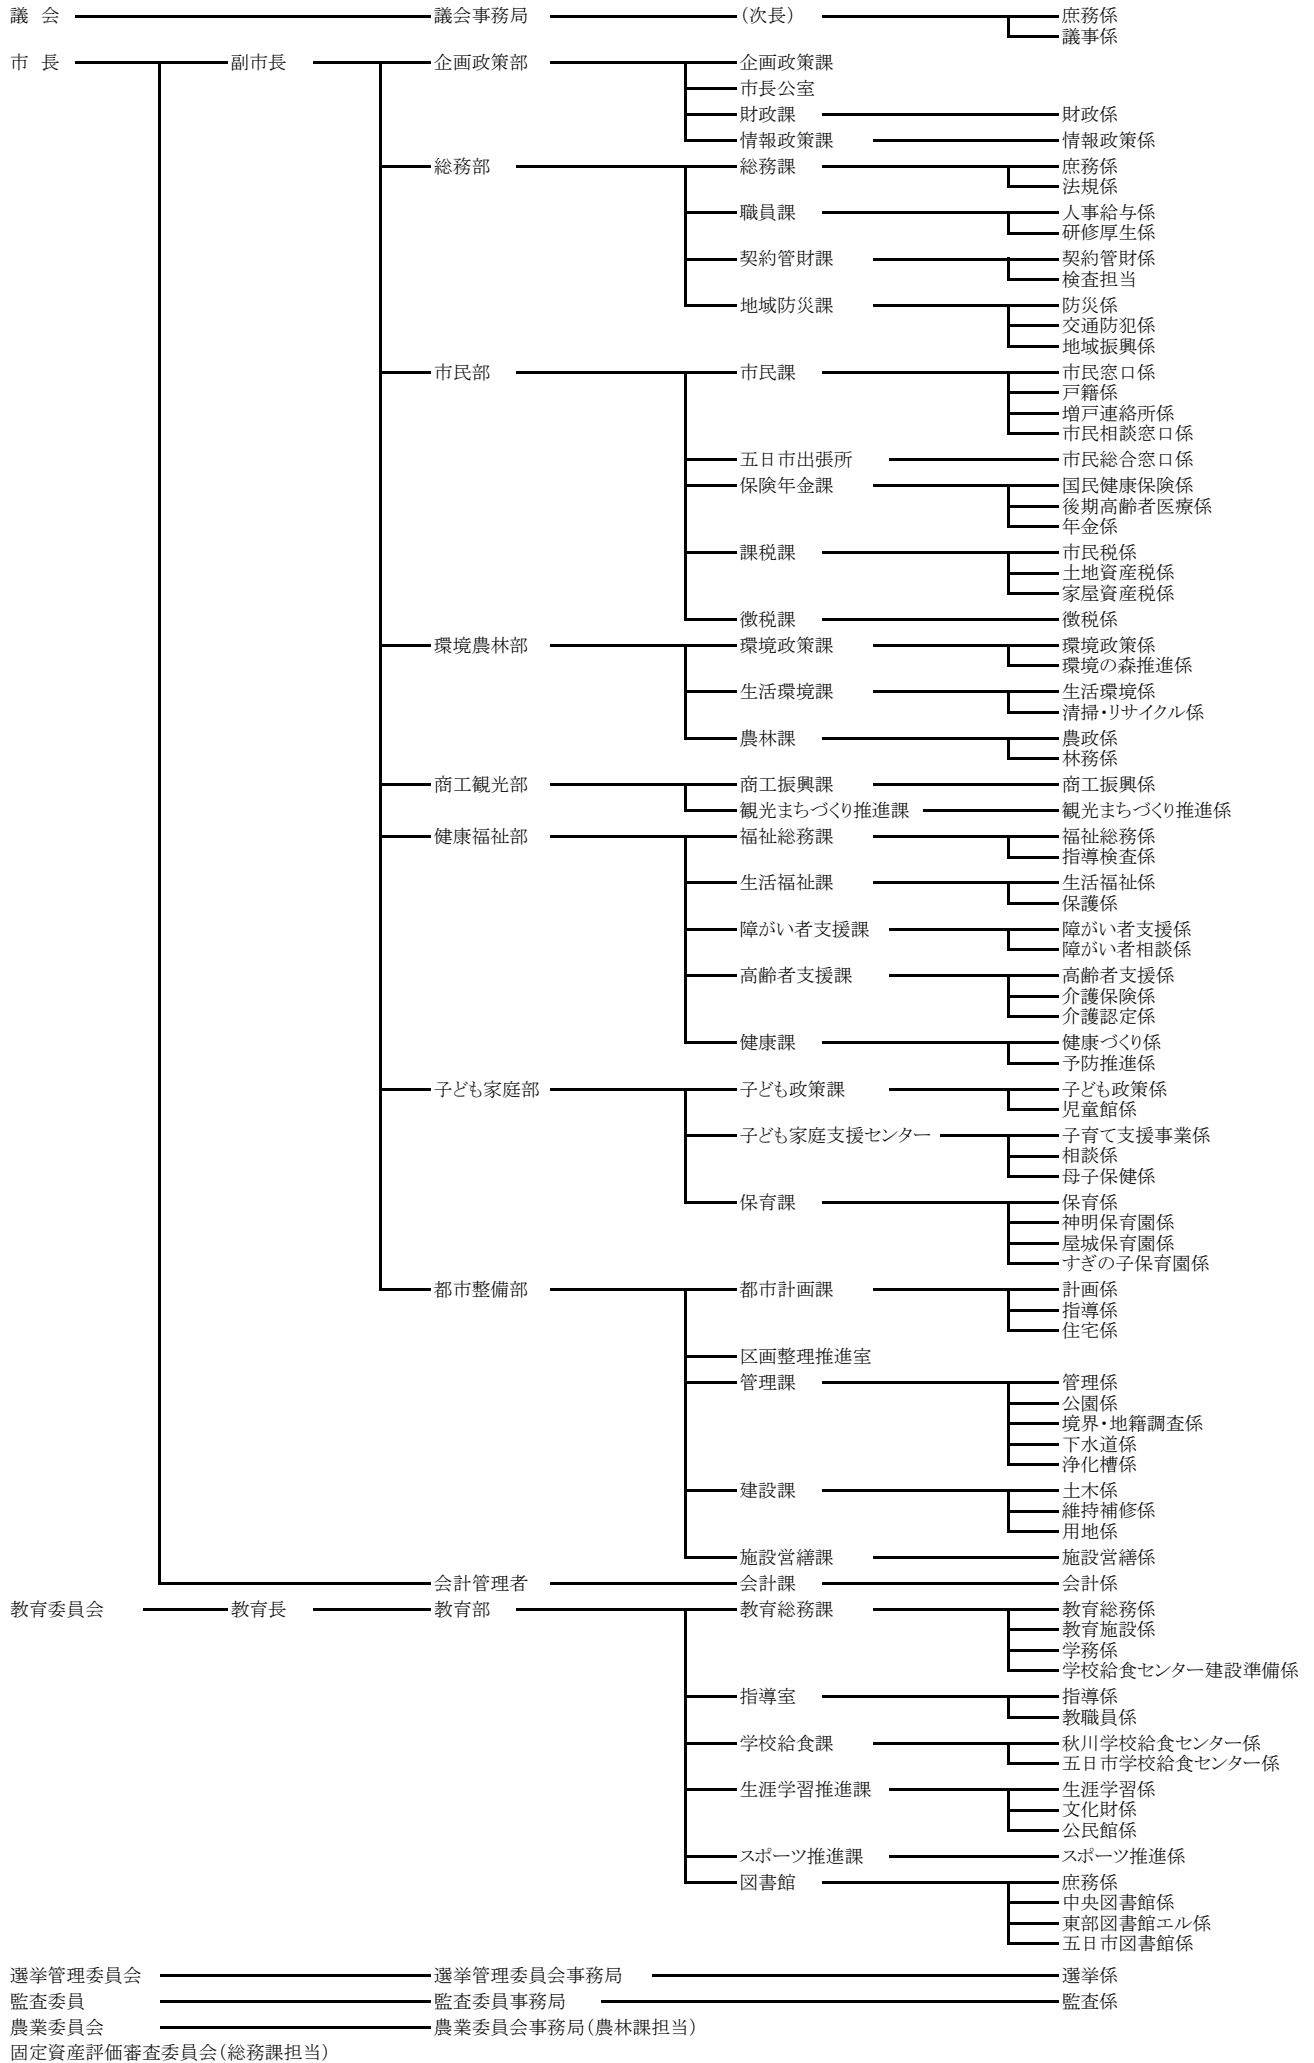 議　会　議会事務局　（次長）　庶務係
議事係
市　長　副市長　企画政策部　企画政策課
市長公室
財政課　財政係
情報政策課　情報政策係
総務部　総務課　庶務係
法規係
職員課　人事給与係
研修厚生係
契約管財課　契約管財係
検査担当
地域防災課　防災係
交通防犯係
地域振興係
市民部　市民課　市民窓口係
戸籍係
増戸連絡所係
市民相談窓口係
五日市出張所　市民総合窓口係
保険年金課　国民健康保険係
後期高齢者医療係
年金係
課税課　市民税係
土地資産税係
家屋資産税係
徴税課　徴税係
環境農林部　環境政策課　環境政策係
環境の森推進係
生活環境課　生活環境係
清掃・リサイクル係
農林課　農政係
林務係
商工観光部　商工振興課　商工振興係
観光まちづくり推進課　観光まちづくり推進係
健康福祉部　福祉総務課　福祉総務係
指導検査係
生活福祉課　生活福祉係
保護係
障がい者支援課　障がい者支援係
障がい者相談係
高齢者支援課　高齢者支援係
介護保険係
介護認定係
健康課　健康づくり係
予防推進係
子ども家庭部　子ども政策課　子ども政策係
児童館係
子ども家庭支援センター　子育て支援事業係
相談係
母子保健係
保育課　保育係
神明保育園係
屋城保育園係
すぎの子保育園係
都市整備部　都市計画課　計画係
指導係
住宅係
区画整理推進室
管理課　管理係
公園係
境界・地籍調査係
下水道係
浄化槽係
建設課　土木係
維持補修係
用地係
施設営繕課　施設営繕係
会計管理者　会計課　会計係
教育委員会　教育長　教育部　教育総務課　教育総務係
教育施設係
学務係
学校給食センター建設準備係
指導室　指導係
教職員係
学校給食課　秋川学校給食センター係
五日市学校給食センター係
生涯学習推進課　生涯学習係
文化財係
公民館係
スポーツ推進課　スポーツ推進係
図書館　庶務係
中央図書館係
東部図書館エル係
五日市図書館係
選挙管理委員会　選挙管理委員会事務局　選挙係
監査委員　監査委員事務局　監査係
農業委員会　農業委員会事務局（農林課担当）
固定資産評価審査委員会（総務課担当）